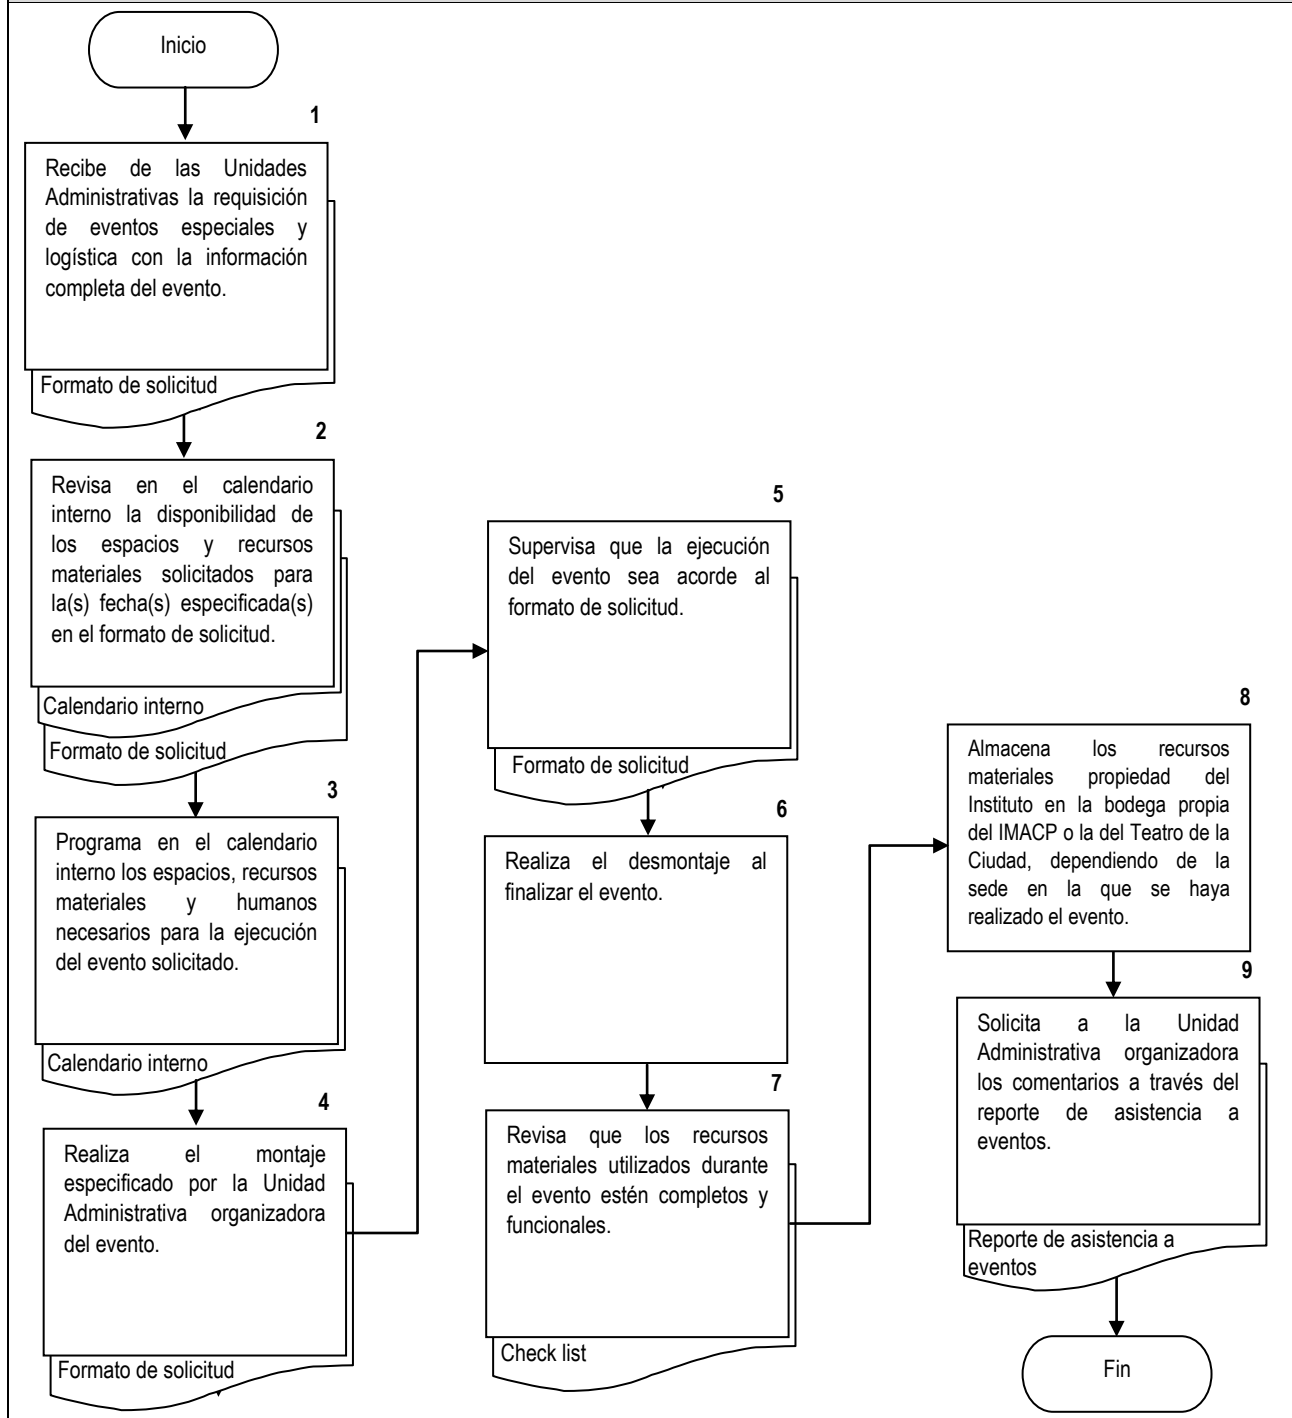 Inicio
1
Recibe de las Unidades
Administrativas la requisición
de eventos especiales y
logística con la información
completa del evento.
Formato de solicitud
2
Revisa en el calendario
interno la disponibilidad de
los espacios y recursos
materiales solicitados para
la(s) fecha(s) especificada(s)
en el formato de solicitud.
Calendario interno
Formato de solicitud
3
Programa en el calendario
interno los espacios, recursos
materiales y humanos
necesarios para la ejecución
del evento solicitado.
Calendario interno
4
Realiza el montaje
especificado por la Unidad
Administrativa organizadora
del evento.
Formato de solicitud
5
Supervisa que la ejecución
del evento sea acorde al
formato de solicitud.
Formato de solicitud
6
Realiza el desmontaje al
finalizar el evento.
7
Revisa que los recursos
materiales utilizados durante
el evento estén completos y
funcionales.
Check list
8
Almacena los recursos
materiales propiedad del
Instituto en la bodega propia
del IMACP o la del Teatro de la
Ciudad, dependiendo de la
sede en la que se haya
realizado el evento.
9
Solicita a la Unidad
Administrativa organizadora
los comentarios a través del
reporte de asistencia a
eventos.
Reporte de asistencia a
eventos
Fin